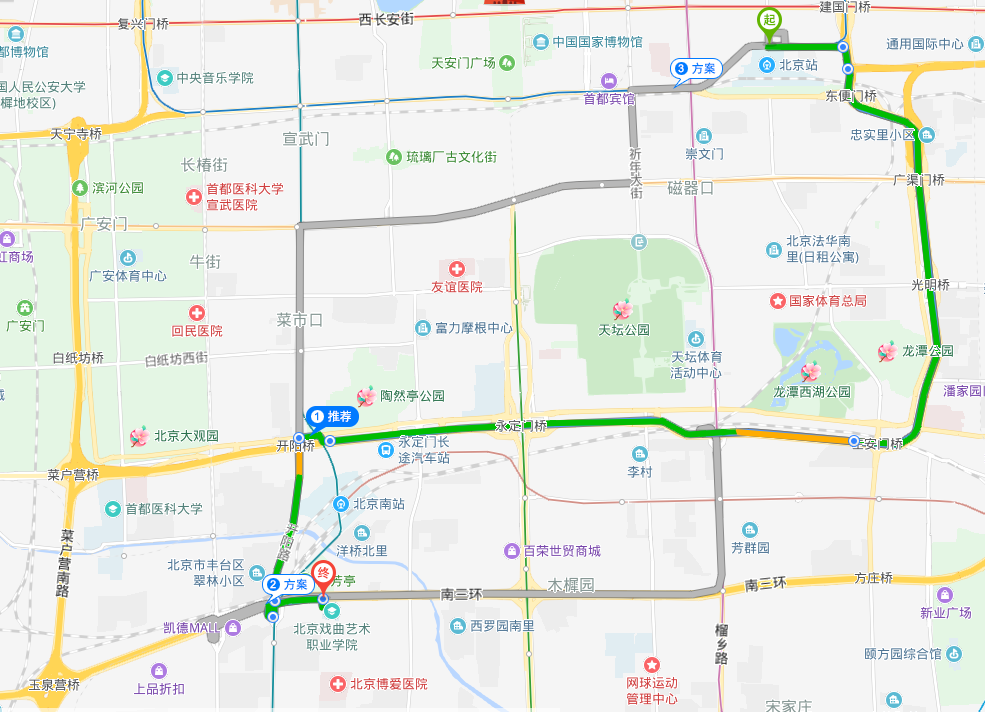 复兴门桥
西长安街
建国门桥
起
都博物馆
中国国家博物馆
通用国际中心
天安门广场
北京站
3 方案
中央音乐学院
国人民公安大学
樨地校区)
首都宾馆
东便门桥
天宁寺桥
宣武门
忠实里小区
崇文门
琉璃厂古文化街
祈年大街
长椿街
滨河公园
首都医科大学
宣武医院
磁器口
广渠门桥
广安门
虹商场
牛街
广安体育中心
北京法华南
里(日租公寓)
友谊医院
光明桥
国家体育总局
广安门
回民医院
菜市口
富力摩根中心
天坛公园
白纸坊桥
白纸坊西街
天坛体育
活动中心
龙潭公园
龙潭西湖公园
潘家园
陶然亭公园
1 推荐
北京大观园
开阳桥
永定门长
途汽车站
永定门桥
李村
菜户营桥
首都医科大学
北京南站
开阳路
洋桥北里
百荣世贸商城
芳群园
菜户营南路
北京市丰台区
翠林小区
2 方案
终
芳亭
木樨园
南三环
南三环
方庄桥
新业广场
凯德MALL
北京戏曲艺术
职业学院
西罗园南里
榴乡路
颐方园综合馆
玉泉营桥
上品折扣
北京博爱医院
网球运动
管理中心
宋家庄